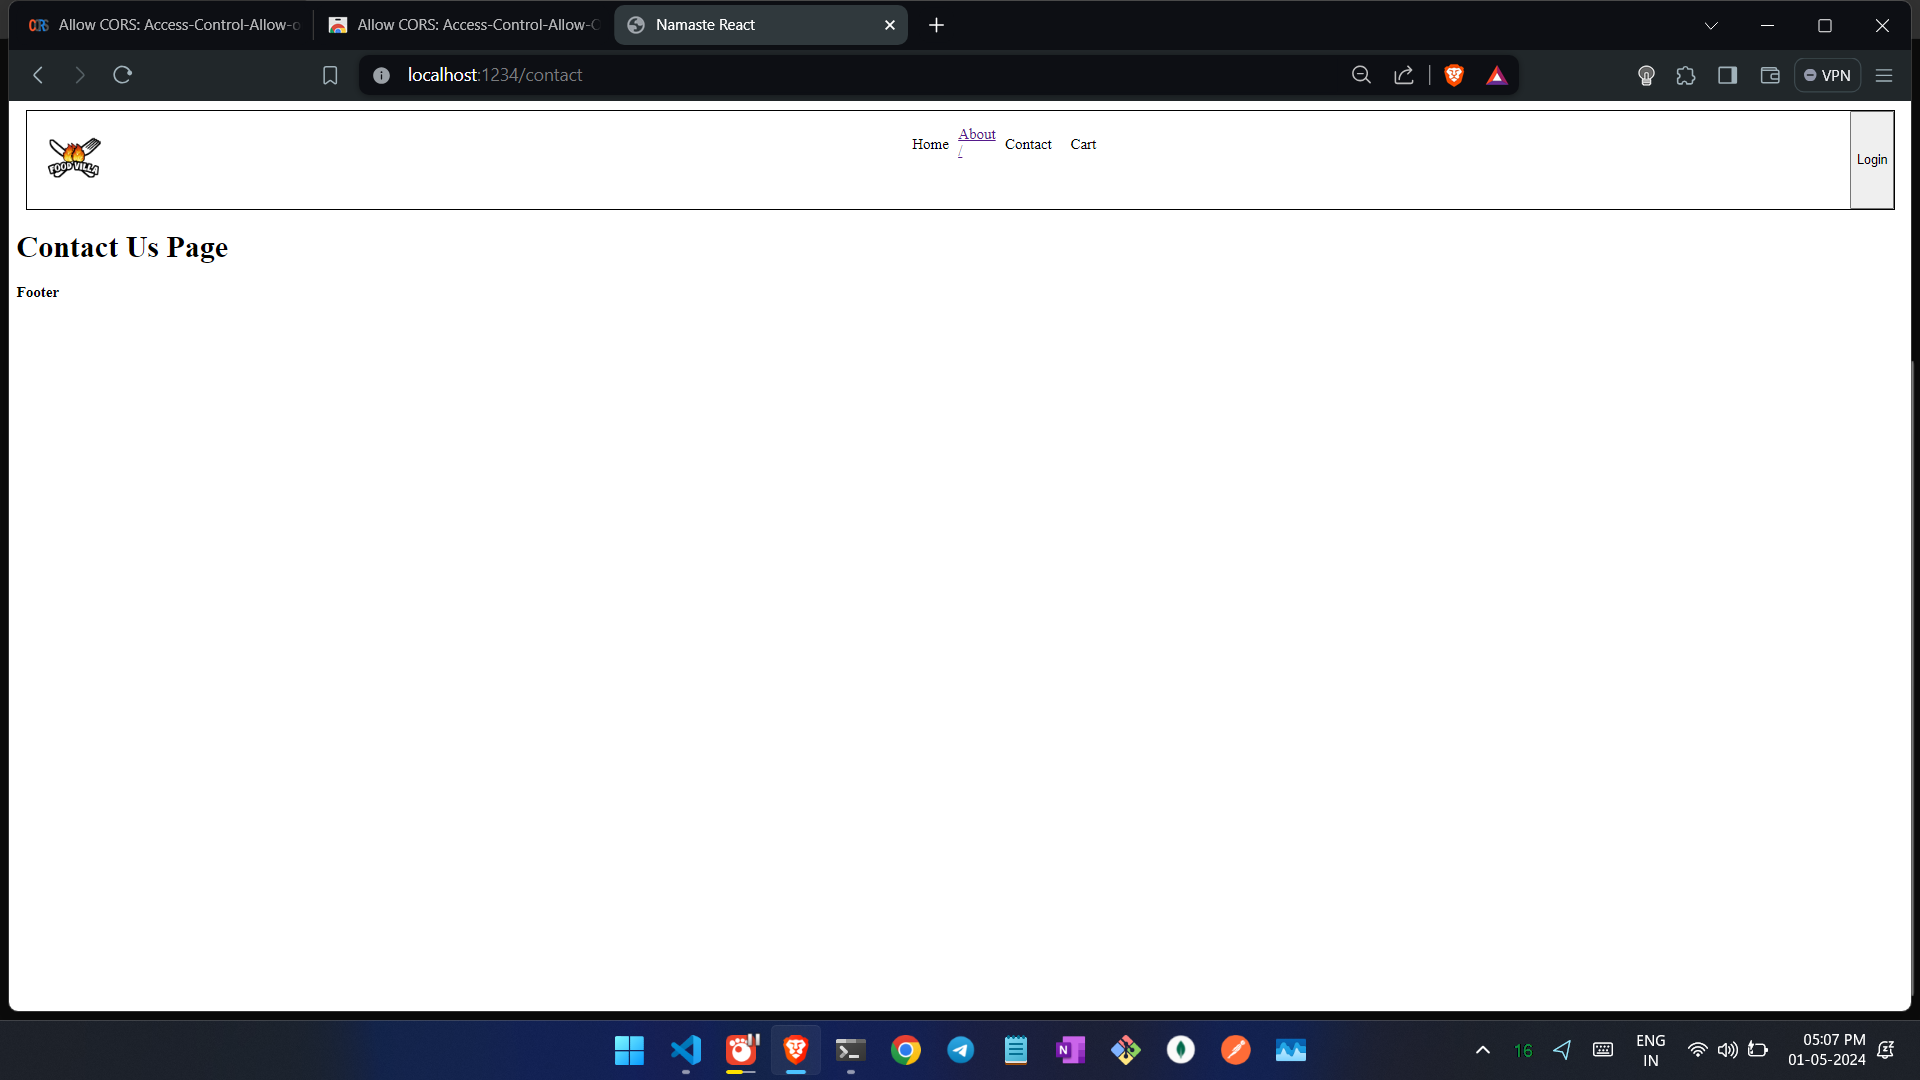 CORS Allow CORS: Access-Control-Allow-o
Allow CORS: Access-Control-Allow-O
Namaste React
localhost:1234/contact
VPN
FOOD VILLA
Home
About
/
Contact
Cart
Login
Contact Us Page
Footer
N
16
ENG
IN
05:07 PM
01-05-2024